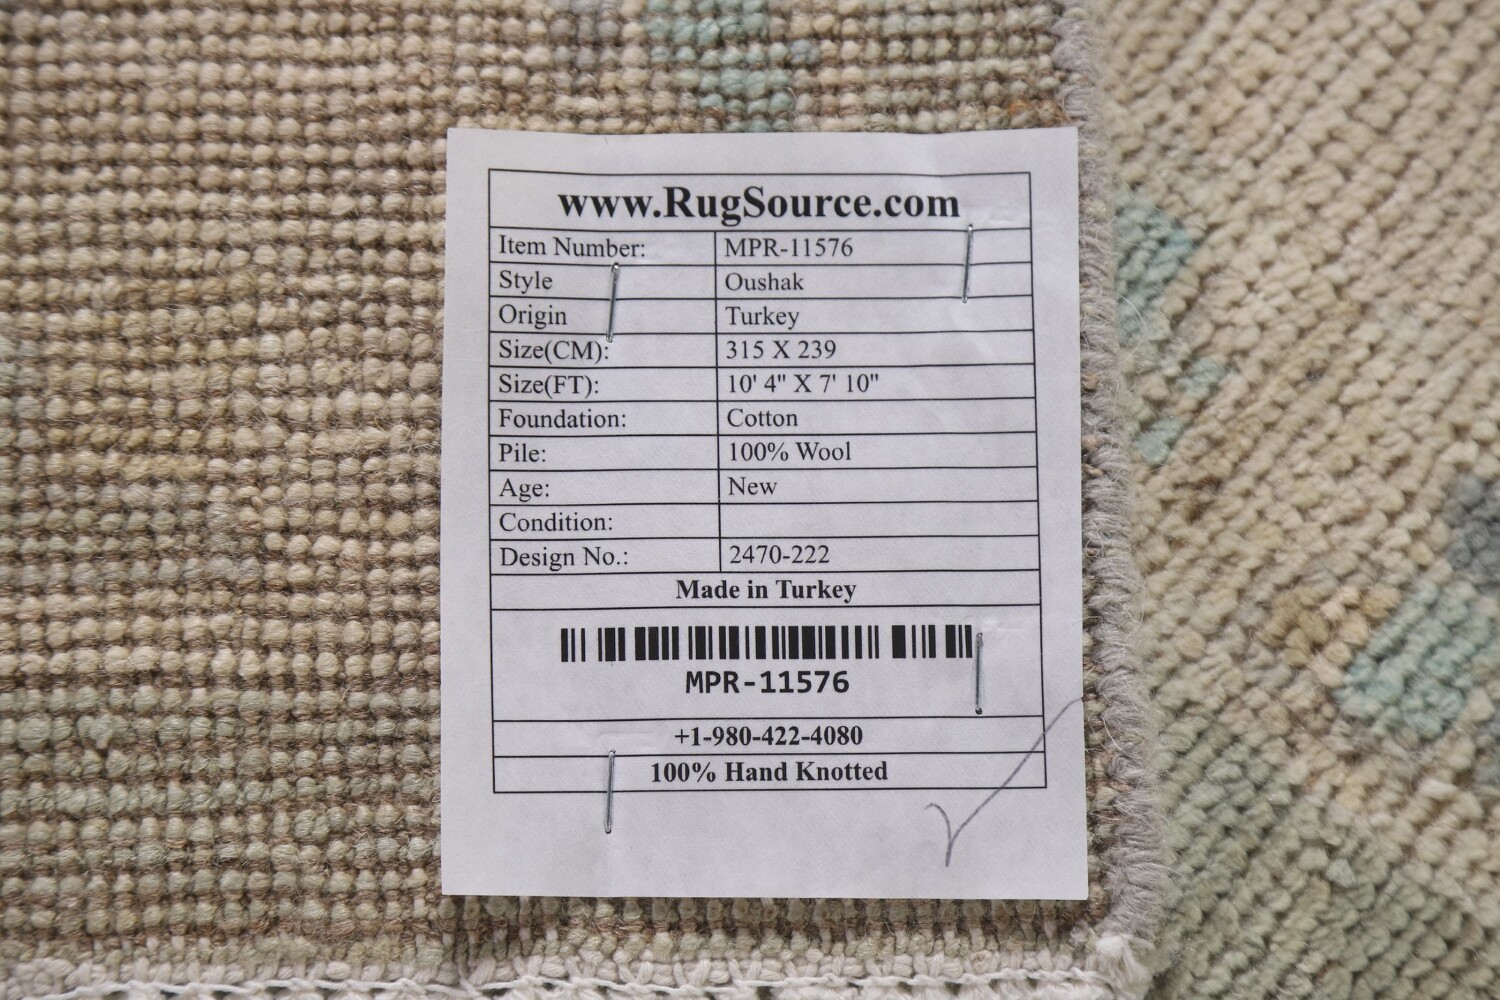 www.RugSource.com
Item Number: MPR-11576
Style Oushak
Origin Turkey
Size(CM): 315 X 239
Size(FT): 10' 4" X 7' 10"
Foundation: Cotton
Pile: 100% Wool
Age: New
Condition:
Design No.: 2470-222
Made in Turkey
MPR-11576
+1-980-422-4080
100% Hand Knotted